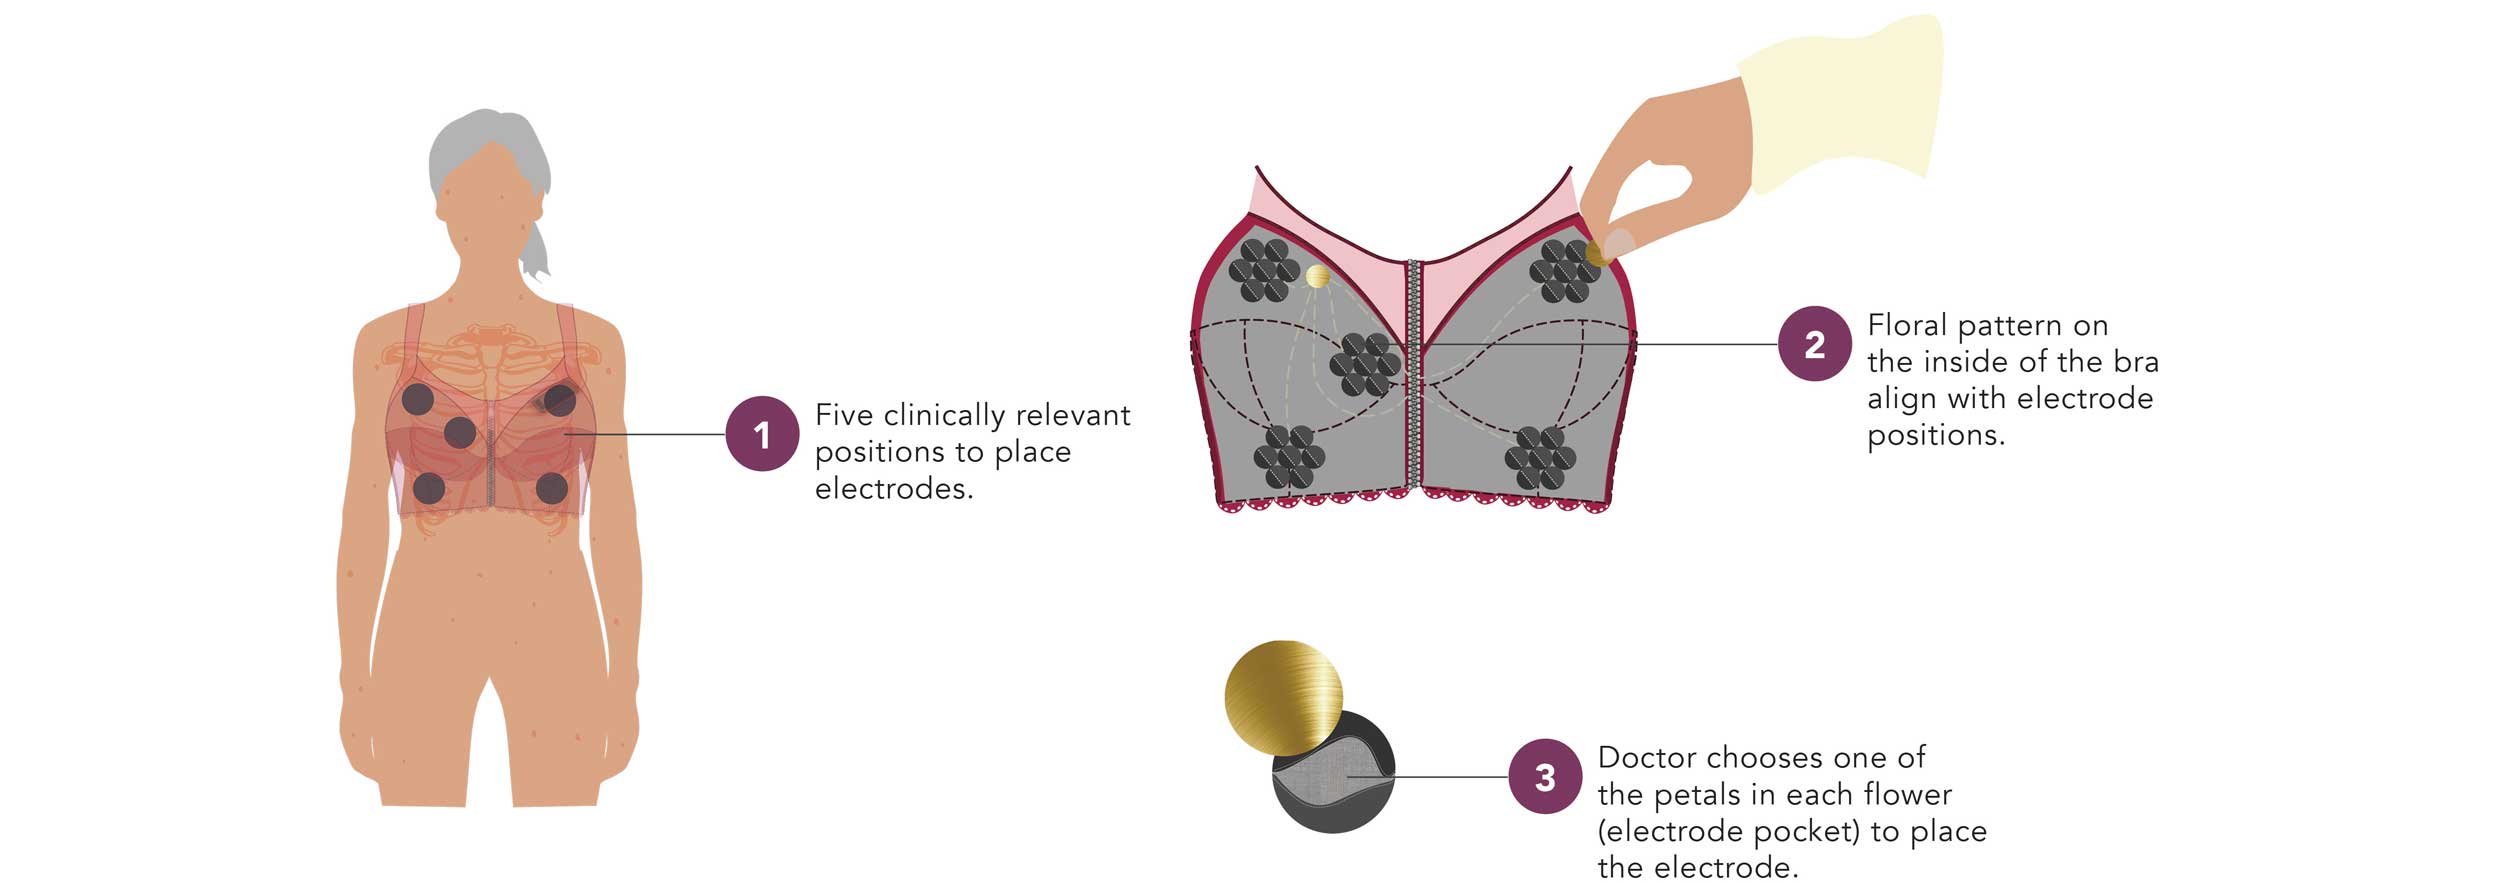 1
Five clinically relevant
positions to place
electrodes.
2
Floral pattern on
the inside of the bra
align with electrode
positions.
3
Doctor chooses one of
the petals in each flower
(electrode pocket) to place
the electrode.